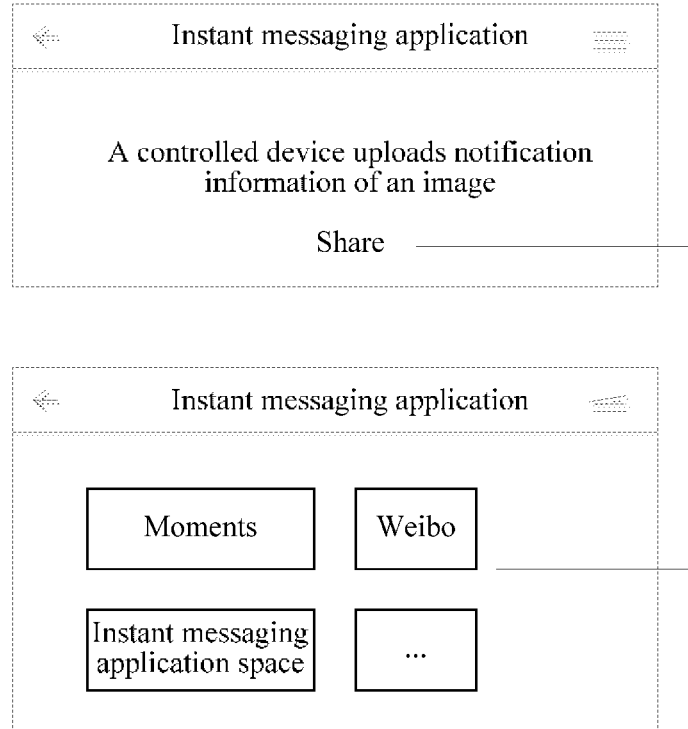 Instant messaging application
A controlled device uploads notification
information of an image
Share
Instant messaging application
Moments
Weibo
Instant messaging
application space
...